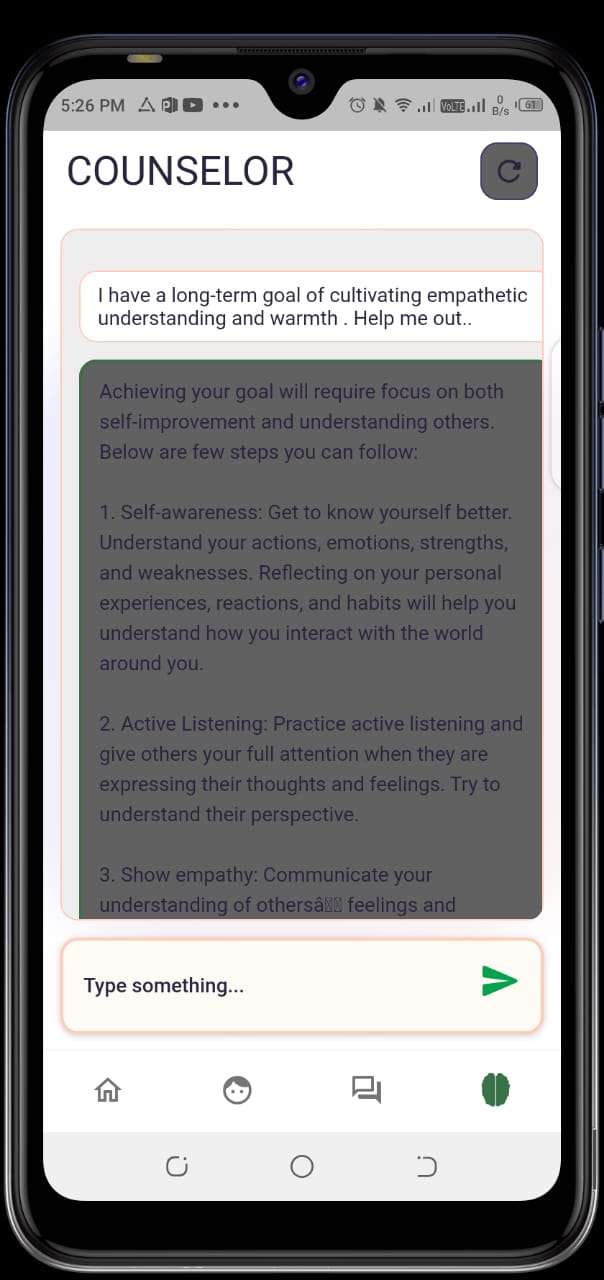 5:26 PM
VoLTE
0
B/s
61
COUNSELOR
I have a long-term goal of cultivating empathetic
understanding and warmth . Help me out..
Achieving your goal will require focus on both
self-improvement and understanding others.
Below are few steps you can follow:
1. Self-awareness: Get to know yourself better.
Understand your actions, emotions, strengths,
and weaknesses. Reflecting on your personal
experiences, reactions, and habits will help you
understand how you interact with the world
around you.
2. Active Listening: Practice active listening and
give others your full attention when they are
expressing their thoughts and feelings. Try to
understand their perspective.
3. Show empathy: Communicate your
understanding of othersâ feelings and
Type something...